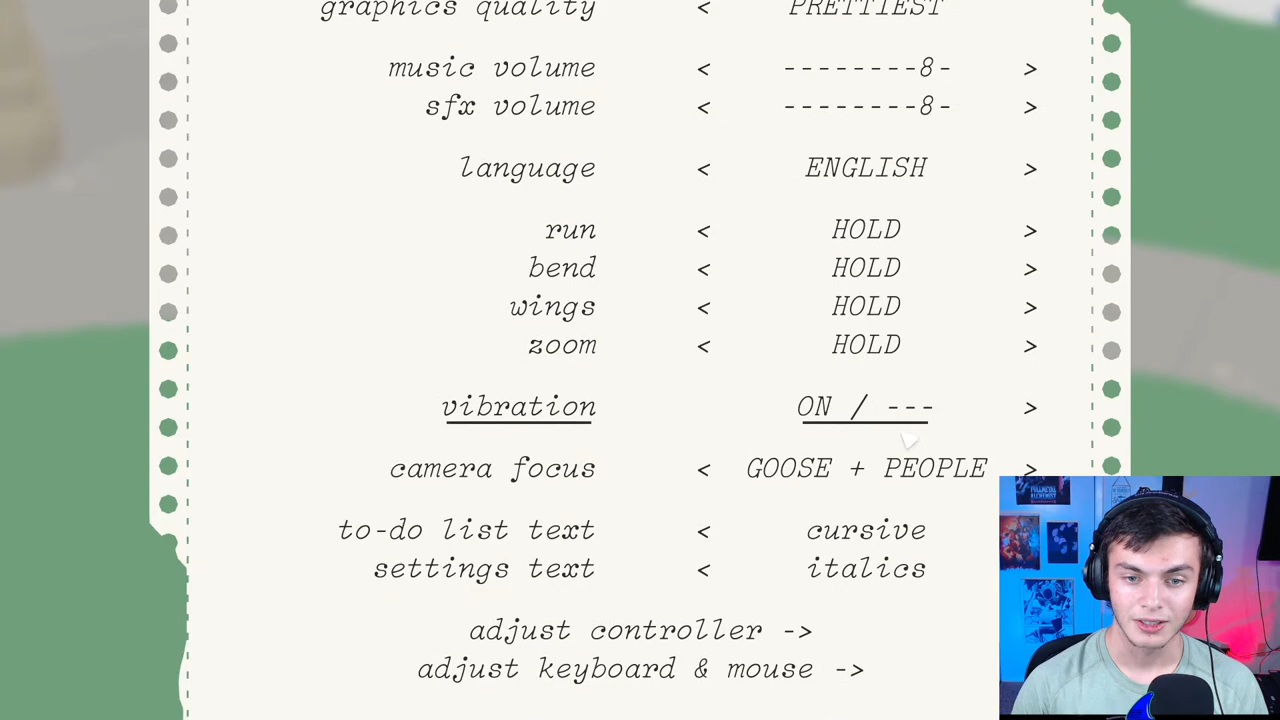 graphics quality < PRETTIEST
music volume < --------8- >
sfx volume < --------8- >
language < ENGLISH >
run < HOLD >
bend < HOLD >
wings < HOLD >
zoom < HOLD >
vibration ON / --- >
camera focus < GOOSE + PEOPLE >
to-do list text < cursive
settings text < italics
adjust controller ->
adjust keyboard & mouse ->
FULLMETAL
ALCHEMIST